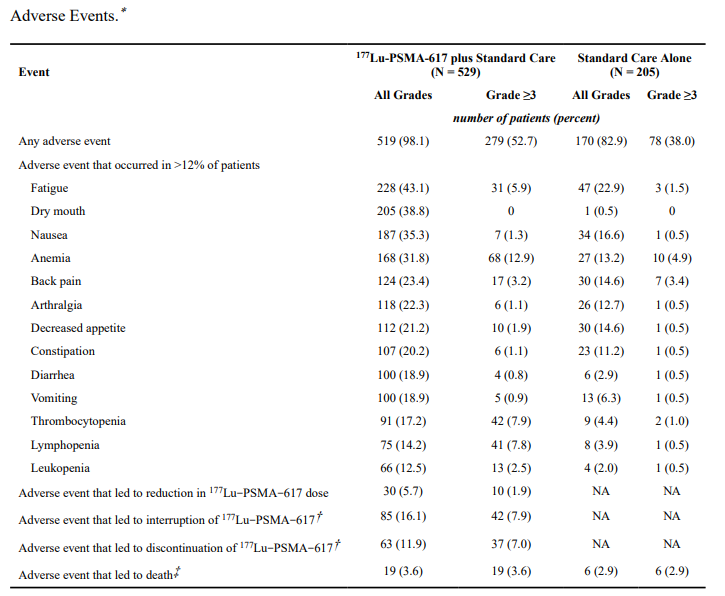 Adverse Events.*
Event ¹⁷⁷Lu-PSMA-617 plus Standard Care (N = 529) Standard Care Alone (N = 205)
All Grades Grade ≥3 All Grades Grade ≥3
number of patients (percent)
Any adverse event 519 (98.1) 279 (52.7) 170 (82.9) 78 (38.0)
Adverse event that occurred in >12% of patients
Fatigue 228 (43.1) 31 (5.9) 47 (22.9) 3 (1.5)
Dry mouth 205 (38.8) 0 1 (0.5) 0
Nausea 187 (35.3) 7 (1.3) 34 (16.6) 1 (0.5)
Anemia 168 (31.8) 68 (12.9) 27 (13.2) 10 (4.9)
Back pain 124 (23.4) 17 (3.2) 30 (14.6) 7 (3.4)
Arthralgia 118 (22.3) 6 (1.1) 26 (12.7) 1 (0.5)
Decreased appetite 112 (21.2) 10 (1.9) 30 (14.6) 1 (0.5)
Constipation 107 (20.2) 6 (1.1) 23 (11.2) 1 (0.5)
Diarrhea 100 (18.9) 4 (0.8) 6 (2.9) 1 (0.5)
Vomiting 100 (18.9) 5 (0.9) 13 (6.3) 1 (0.5)
Thrombocytopenia 91 (17.2) 42 (7.9) 9 (4.4) 2 (1.0)
Lymphopenia 75 (14.2) 41 (7.8) 8 (3.9) 1 (0.5)
Leukopenia 66 (12.5) 13 (2.5) 4 (2.0) 1 (0.5)
Adverse event that led to reduction in ¹⁷⁷Lu−PSMA−617 dose 30 (5.7) 10 (1.9) NA NA
Adverse event that led to interruption of ¹⁷⁷Lu−PSMA−617† 85 (16.1) 42 (7.9) NA NA
Adverse event that led to discontinuation of ¹⁷⁷Lu−PSMA−617† 63 (11.9) 37 (7.0) NA NA
Adverse event that led to death‡ 19 (3.6) 19 (3.6) 6 (2.9) 6 (2.9)